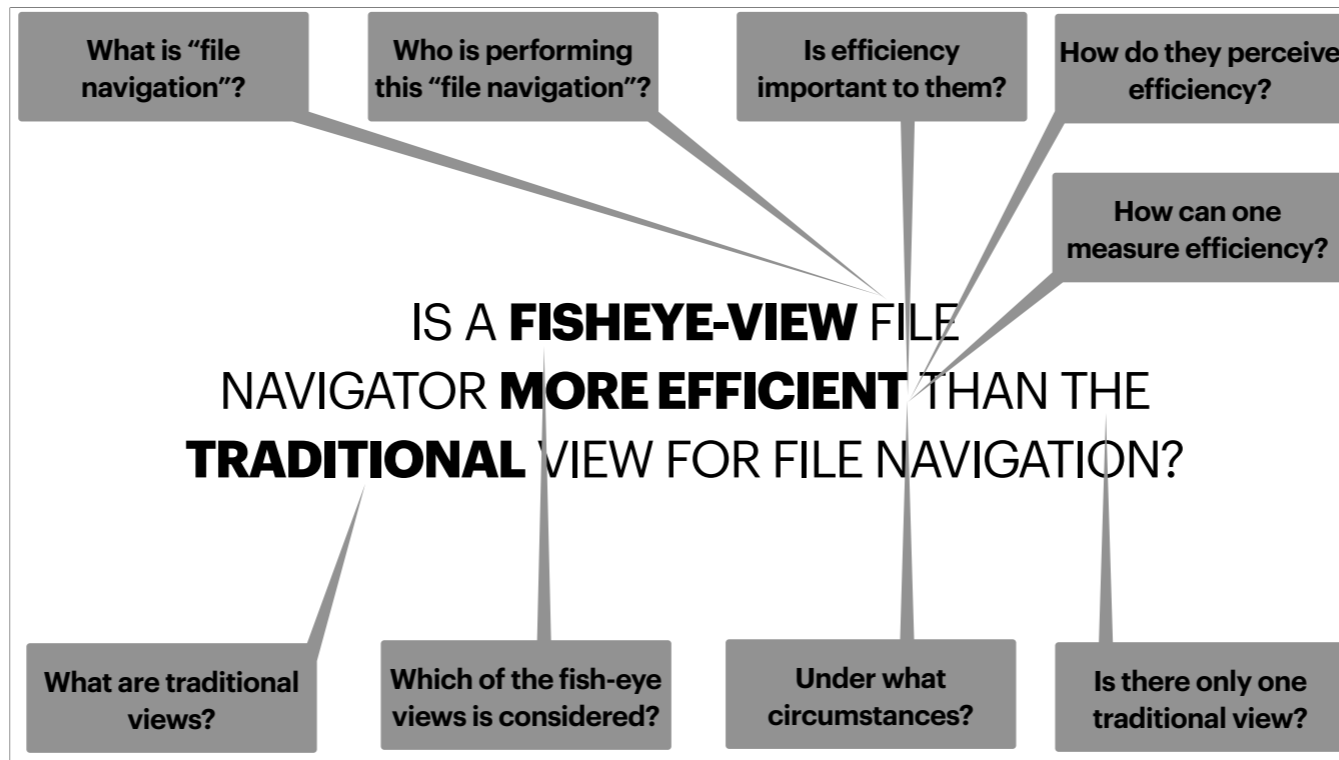 What is “file
navigation”?
Who is performing
this “file navigation”?
Is efficiency
important to them?
How do they perceive
efficiency?
How can one
measure efficiency?
IS A FISHEYE-VIEW FILE
NAVIGATOR MORE EFFICIENT THAN THE
TRADITIONAL VIEW FOR FILE NAVIGATION?
What are traditional
views?
Which of the fish-eye
views is considered?
Under what
circumstances?
Is there only one
traditional view?